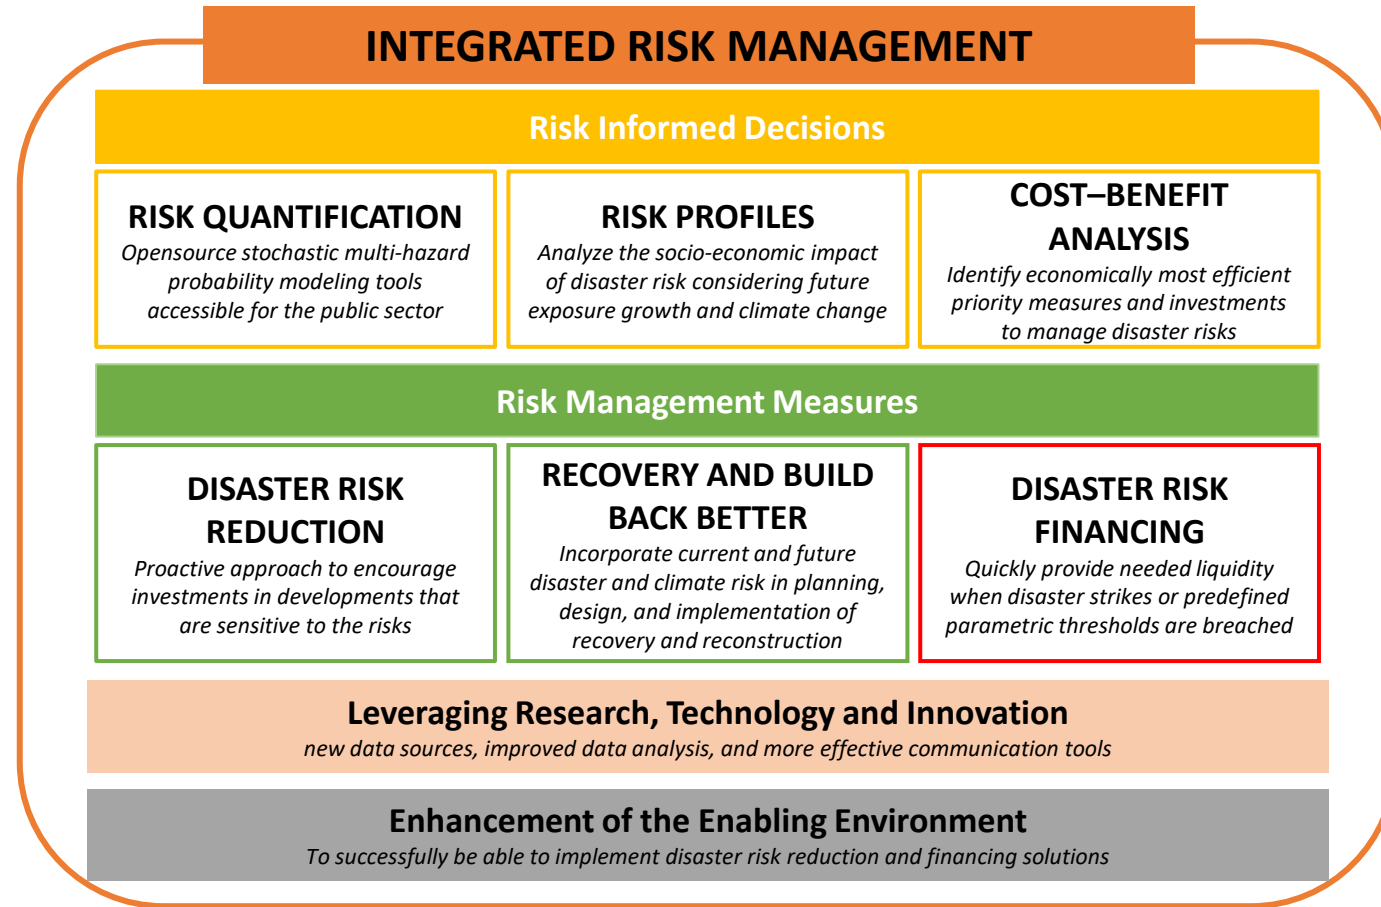 INTEGRATED RISK MANAGEMENT
Risk Informed Decisions
RISK QUANTIFICATION
Opensource stochastic multi-hazard
probability modeling tools
accessible for the public sector
RISK PROFILES
Analyze the socio-economic impact
of disaster risk considering future
exposure growth and climate change
COST–BENEFIT
ANALYSIS
Identify economically most efficient
priority measures and investments
to manage disaster risks
Risk Management Measures
DISASTER RISK
REDUCTION
Proactive approach to encourage
investments in developments that
are sensitive to the risks
RECOVERY AND BUILD
BACK BETTER
Incorporate current and future
disaster and climate risk in planning,
design, and implementation of
recovery and reconstruction
DISASTER RISK
FINANCING
Quickly provide needed liquidity
when disaster strikes or predefined
parametric thresholds are breached
Leveraging Research, Technology and Innovation
new data sources, improved data analysis, and more effective communication tools
Enhancement of the Enabling Environment
To successfully be able to implement disaster risk reduction and financing solutions